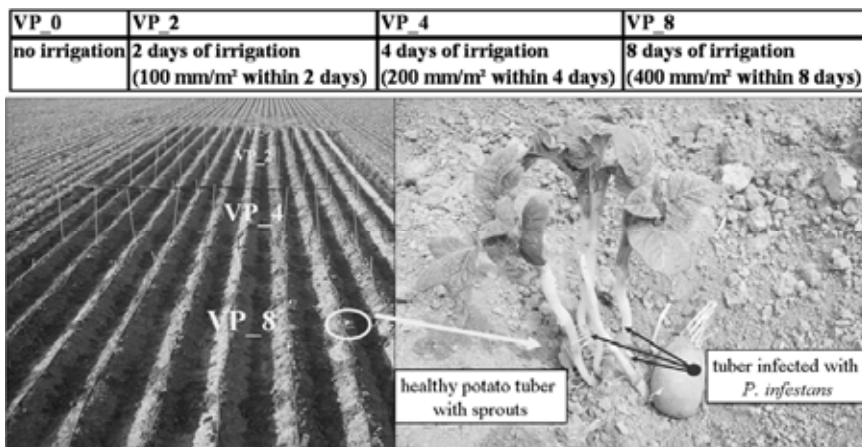 VP_0 VP_2 VP_4 VP_8
no irrigation 2 days of irrigation 4 days of irrigation 8 days of irrigation
(100 mm/m² within 2 days) (200 mm/m² within 4 days) (400 mm/m² within 8 days)
VP_2
VP_4
VP_8
healthy potato tuber
with sprouts
tuber infected with
P. infestans